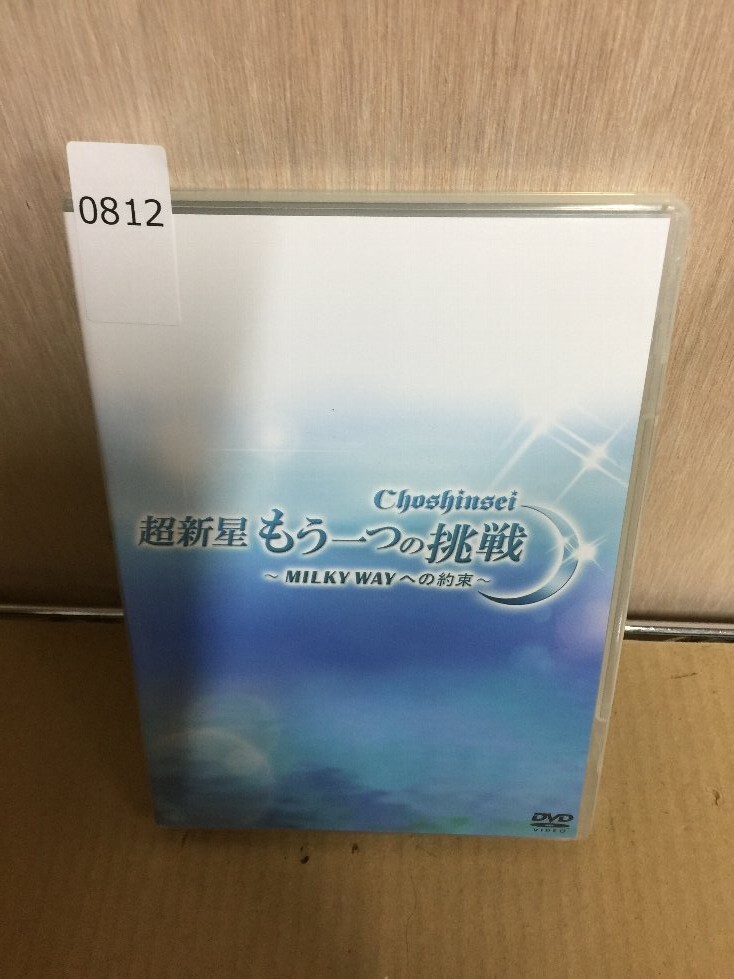 0812
Choshinsei
超新星 もう一つの挑戦
～MILKY WAYへの約束～
DVD
VIDEO